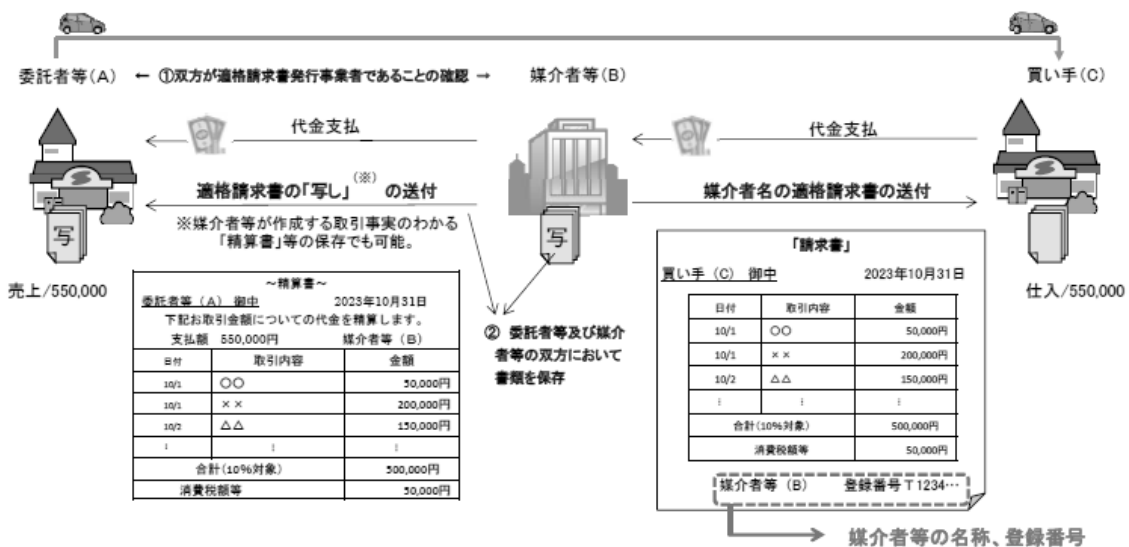 委託者等(A) ← ①双方が適格請求書発行事業者であることの確認 → 媒介者等(B) 買い手(C)
代金支払
代金支払
適格請求書の「写し」(※) の送付
※媒介者等が作成する取引事実のわかる
「精算書」等の保存でも可能。
媒介者名の適格請求書の送付
写
写
売上/550,000
仕入/550,000
~精算書~
委託者等(A) 御中 2023年10月31日
下記お取引金額についての代金を精算します。
支払額 550,000円 媒介者等(B)
日付 取引内容 金額
10/1 〇〇 50,000円
10/1 ×× 200,000円
10/2 △△ 150,000円
⋮ ⋮ ⋮
合計(10%対象) 500,000円
消費税額等 50,000円
② 委託者等及び媒介
者等の双方において
書類を保存
「請求書」
買い手(C) 御中 2023年10月31日
日付 取引内容 金額
10/1 〇〇 50,000円
10/1 ×× 200,000円
10/2 △△ 150,000円
⋮ ⋮ ⋮
合計(10%対象) 500,000円
消費税額等 50,000円
媒介者等(B) 登録番号T1234…
媒介者等の名称、登録番号